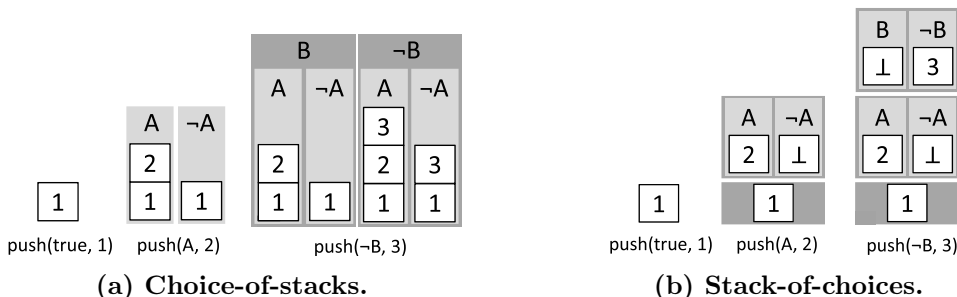 B ¬B
A ¬A A ¬A
A ¬A
3
2 2 2 3
1 1 1 1 1 1 1
push(true, 1) push(A, 2) push(¬B, 3)
(a) Choice-of-stacks.
B ¬B
⊥ 3
A ¬A A ¬A
2 ⊥ 2 ⊥
1 1 1
push(true, 1) push(A, 2) push(¬B, 3)
(b) Stack-of-choices.